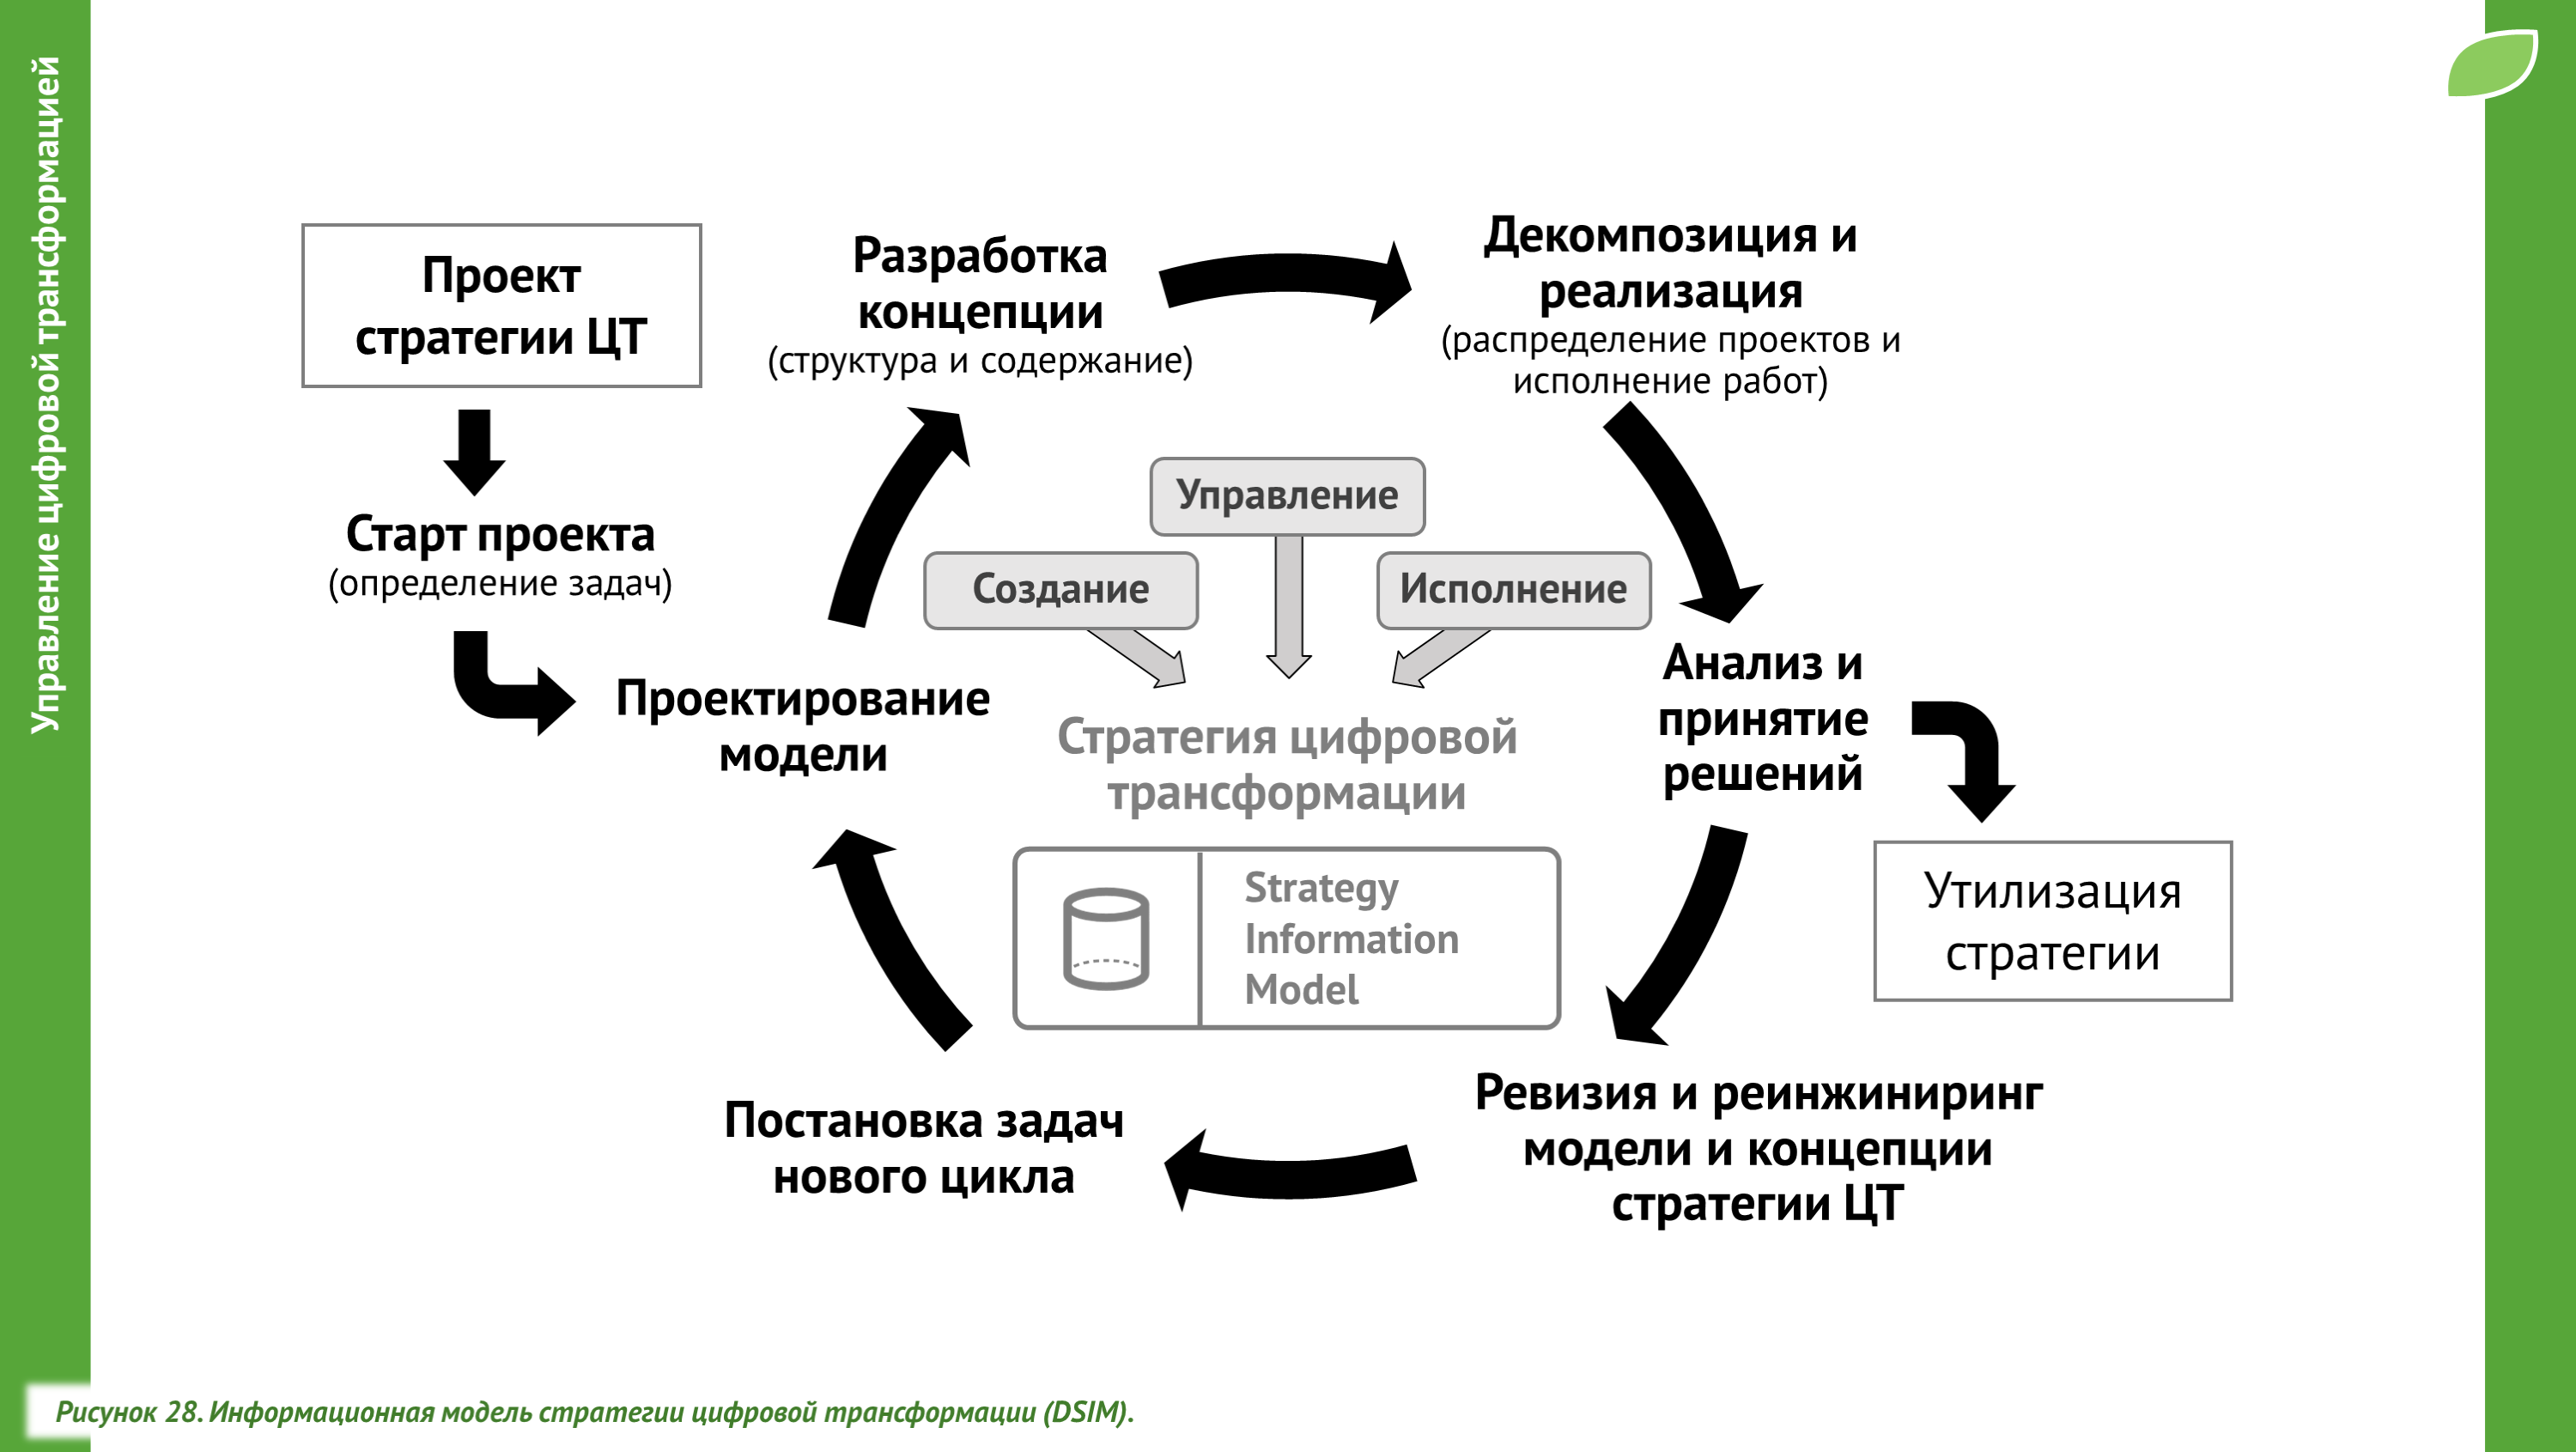 Управление цифровой трансформацией
Проект
стратегии ЦТ
Старт проекта
(определение задач)
Проектирование
модели
Разработка
концепции
(структура и содержание)
Декомпозиция и
реализация
(распределение проектов и
исполнение работ)
Анализ и
принятие
решений
Утилизация
стратегии
Ревизия и реинжиниринг
модели и концепции
стратегии ЦТ
Постановка задач
нового цикла
Управление
Создание
Исполнение
Стратегия цифровой
трансформации
Strategy
Information
Model
Рисунок 28. Информационная модель стратегии цифровой трансформации (DSIM).